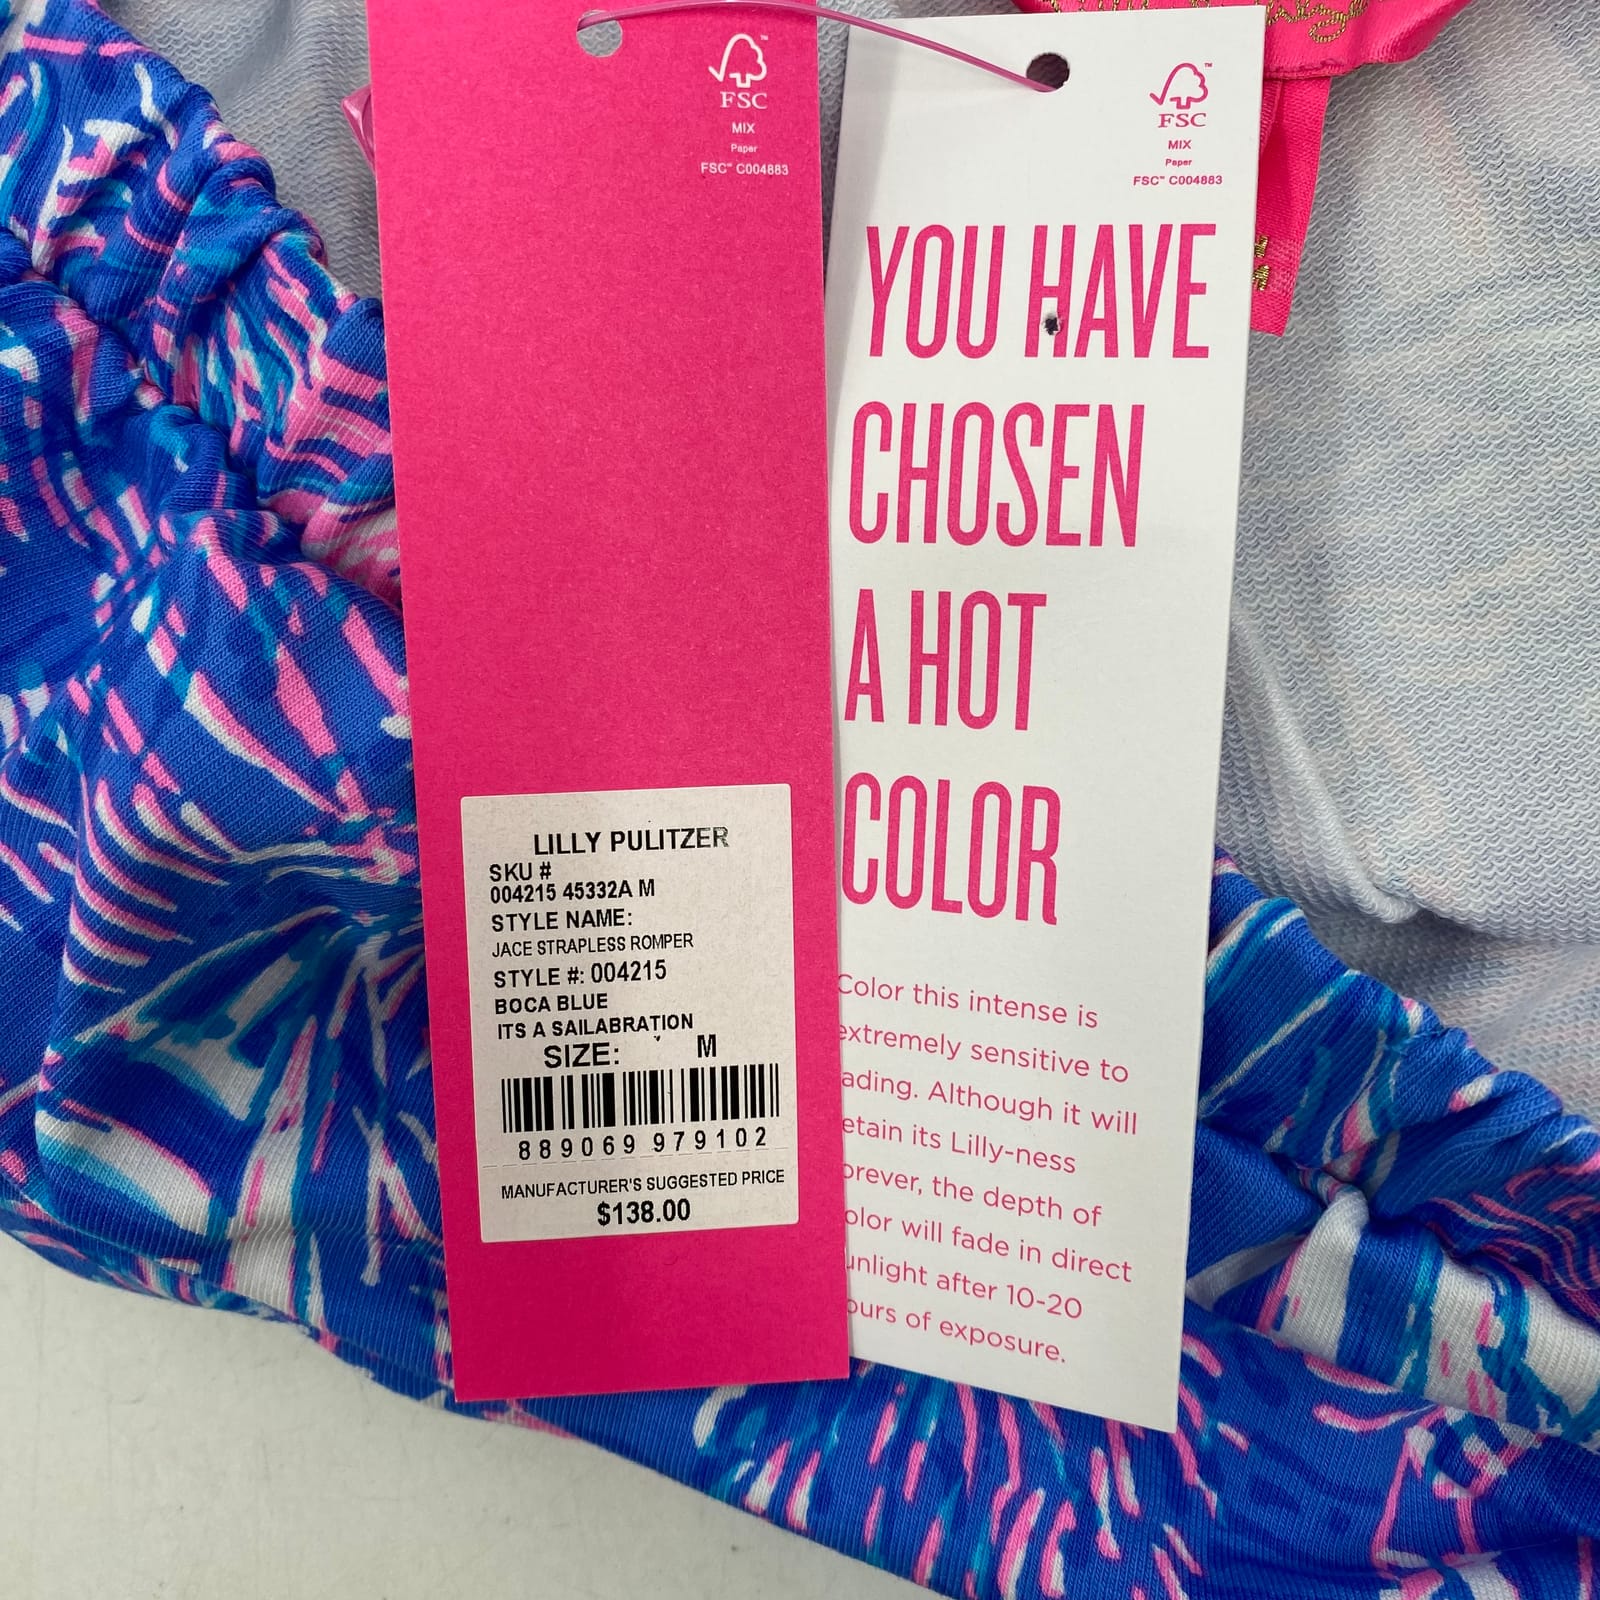 FSC
MIX
Paper
FSC™ C004883
LILLY PULITZER
SKU #
004215 45332A M
STYLE NAME:
JACE STRAPLESS ROMPER
STYLE #: 004215
BOCA BLUE
ITS A SAILABRATION
SIZE: M
889069 979102
MANUFACTURER'S SUGGESTED PRICE
$138.00
FSC
MIX
Paper
FSC™ C004883
YOU HAVE
CHOSEN
A HOT
COLOR
Color this intense is
extremely sensitive to
ading. Although it will
etain its Lilly-ness
orever, the depth of
olor will fade in direct
unlight after 10-20
ours of exposure.